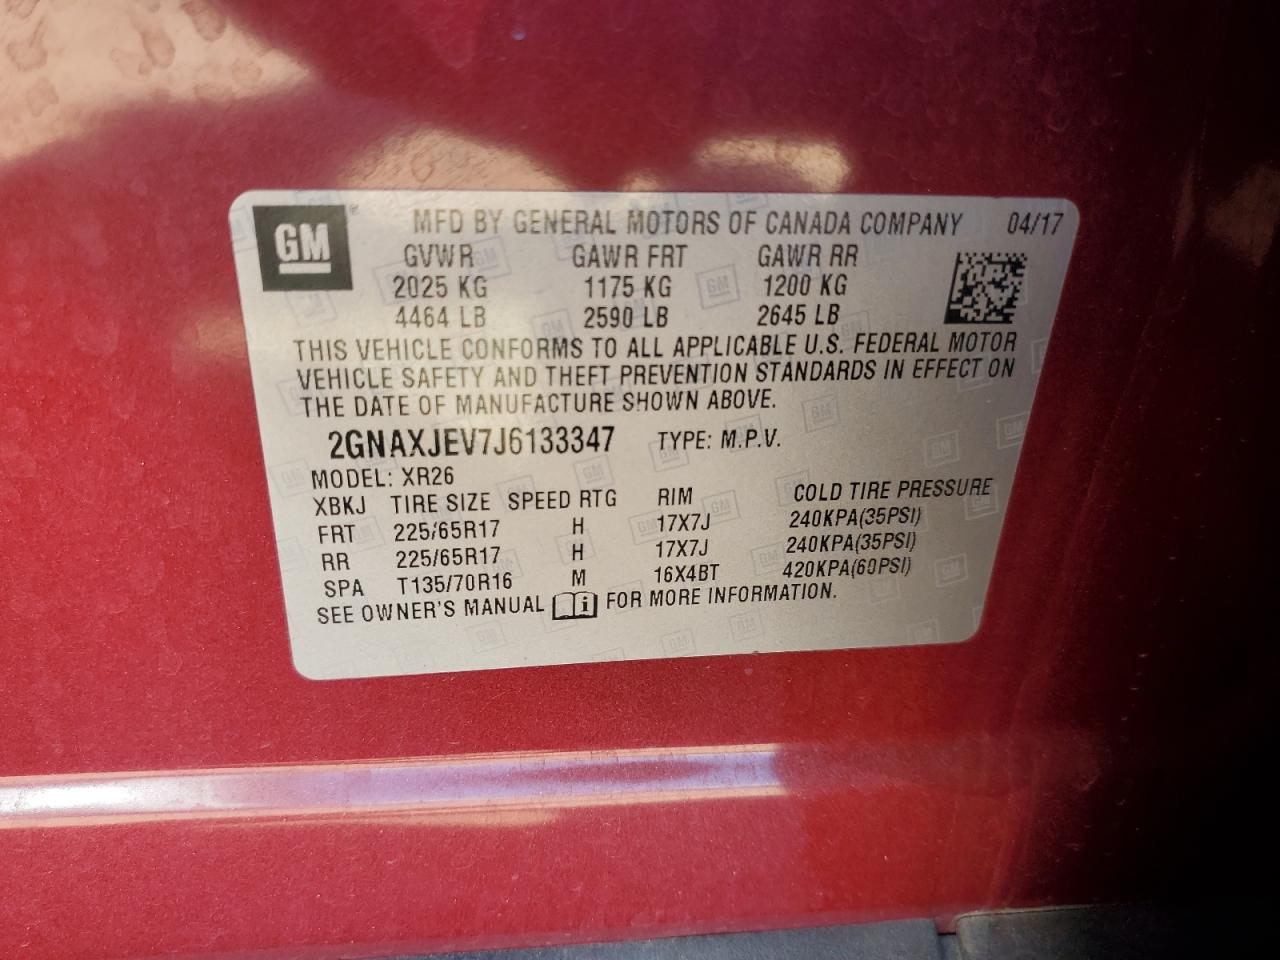 GM ® MFD BY GENERAL MOTORS OF CANADA COMPANY 04/17
GVWR GAWR FRT GAWR RR
2025 KG 1175 KG 1200 KG
4464 LB 2590 LB 2645 LB
THIS VEHICLE CONFORMS TO ALL APPLICABLE U.S. FEDERAL MOTOR
VEHICLE SAFETY AND THEFT PREVENTION STANDARDS IN EFFECT ON
THE DATE OF MANUFACTURE SHOWN ABOVE.
2GNAXJEV7J6133347 TYPE: M.P.V.
MODEL: XR26
XBKJ TIRE SIZE SPEED RTG RIM COLD TIRE PRESSURE
FRT 225/65R17 H 17X7J 240KPA(35PSI)
RR 225/65R17 H 17X7J 240KPA(35PSI)
SPA T135/70R16 M 16X4BT 420KPA(60PSI)
SEE OWNER'S MANUAL i FOR MORE INFORMATION.